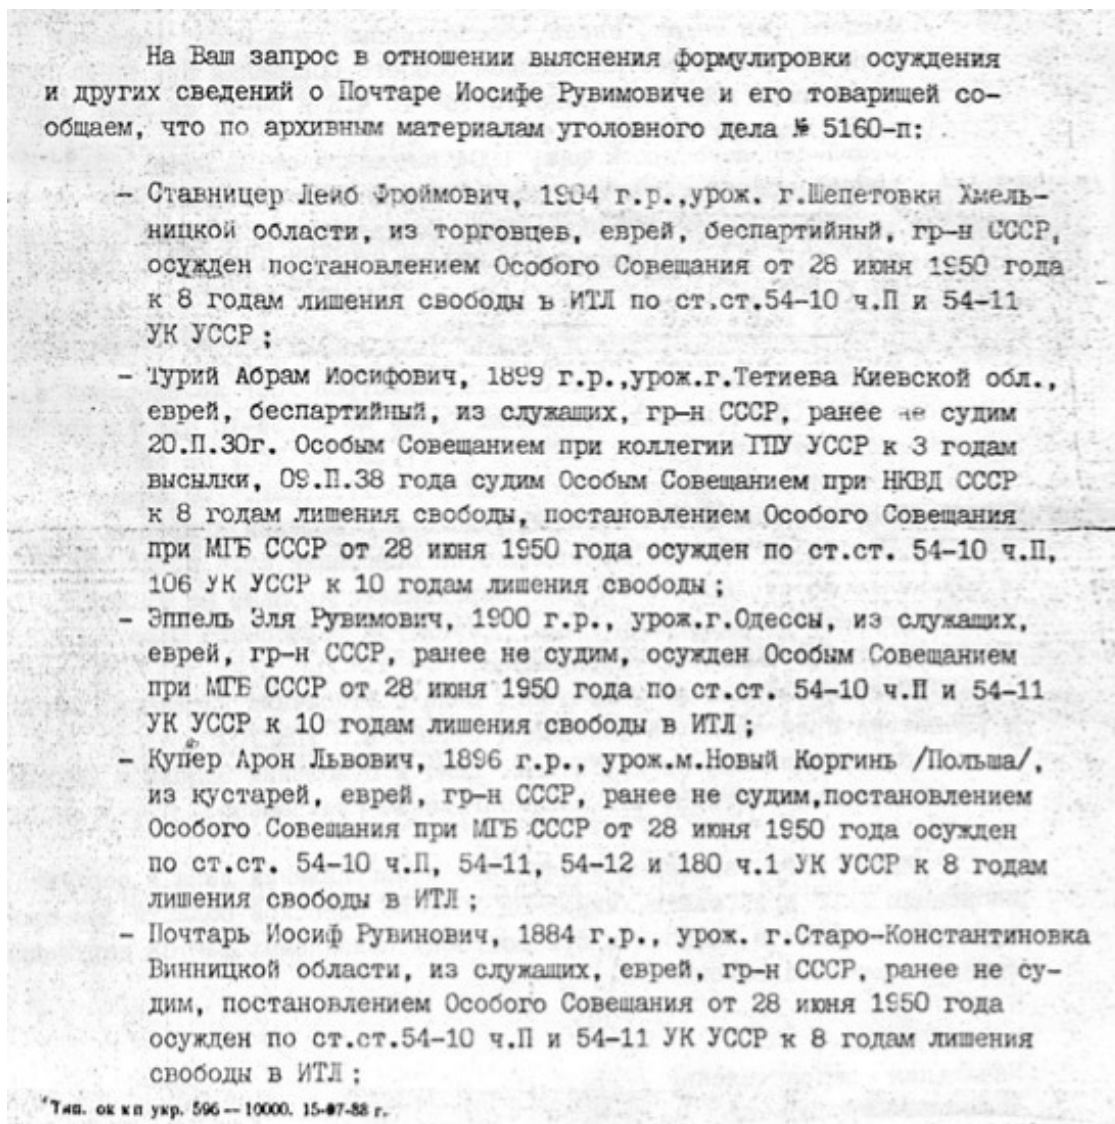 На Ваш запрос в отношении выяснения формулировки осуждения
и других сведений о Почтаре Иосифе Рувимовиче и его товарищей со-
общаем, что по архивным материалам уголовного дела № 5160-п:
- Ставницер Лейб Фроймович, 1904 г.р.,урож. г.Шепетовки Хмель-
ницкой области, из торговцев, еврей, беспартийный, гр-н СССР,
осужден постановлением Особого Совещания от 28 июня 1950 года
к 8 годам лишения свободы в ИТЛ по ст.ст.54-10 ч.П и 54-11
УК УССР;
- Турий Абрам Иосифович, 1899 г.р.,урож.г.Тетиева Киевской обл.,
еврей, беспартийный, из служащих, гр-н СССР, ранее не судим
20.П.30г. Особым Совещанием при коллегии ГПУ УССР к 3 годам
высылки, 09.П.38 года судим Особым Совещанием при НКВД СССР
к 8 годам лишения свободы, постановлением Особого Совещания
при МГБ СССР от 28 июня 1950 года осужден по ст.ст. 54-10 ч.П,
106 УК УССР к 10 годам лишения свободы;
- Эппель Эля Рувимович, 1900 г.р., урож.г.Одессы, из служащих,
еврей, гр-н СССР, ранее не судим, осужден Особым Совещанием
при МГБ СССР от 28 июня 1950 года по ст.ст. 54-10 ч.П и 54-11
УК УССР к 10 годам лишения свободы в ИТЛ;
- Купер Арон Львович, 1896 г.р., урож.м.Новый Коргинь /Польша/,
из кустарей, еврей, гр-н СССР, ранее не судим,постановлением
Особого Совещания при МГБ СССР от 28 июня 1950 года осужден
по ст.ст. 54-10 ч.П, 54-11, 54-12 и 180 ч.1 УК УССР к 8 годам
лишения свободы в ИТЛ;
- Почтарь Иосиф Рувинович, 1884 г.р., урож. г.Старо-Константиновка
Винницкой области, из служащих, еврей, гр-н СССР, ранее не су-
дим, постановлением Особого Совещания от 28 июня 1950 года
осужден по ст.ст.54-10 ч.П и 54-11 УК УССР к 8 годам лишения
свободы в ИТЛ;
Тип. ок кп укр. 596 — 10000. 15-07-88 г.